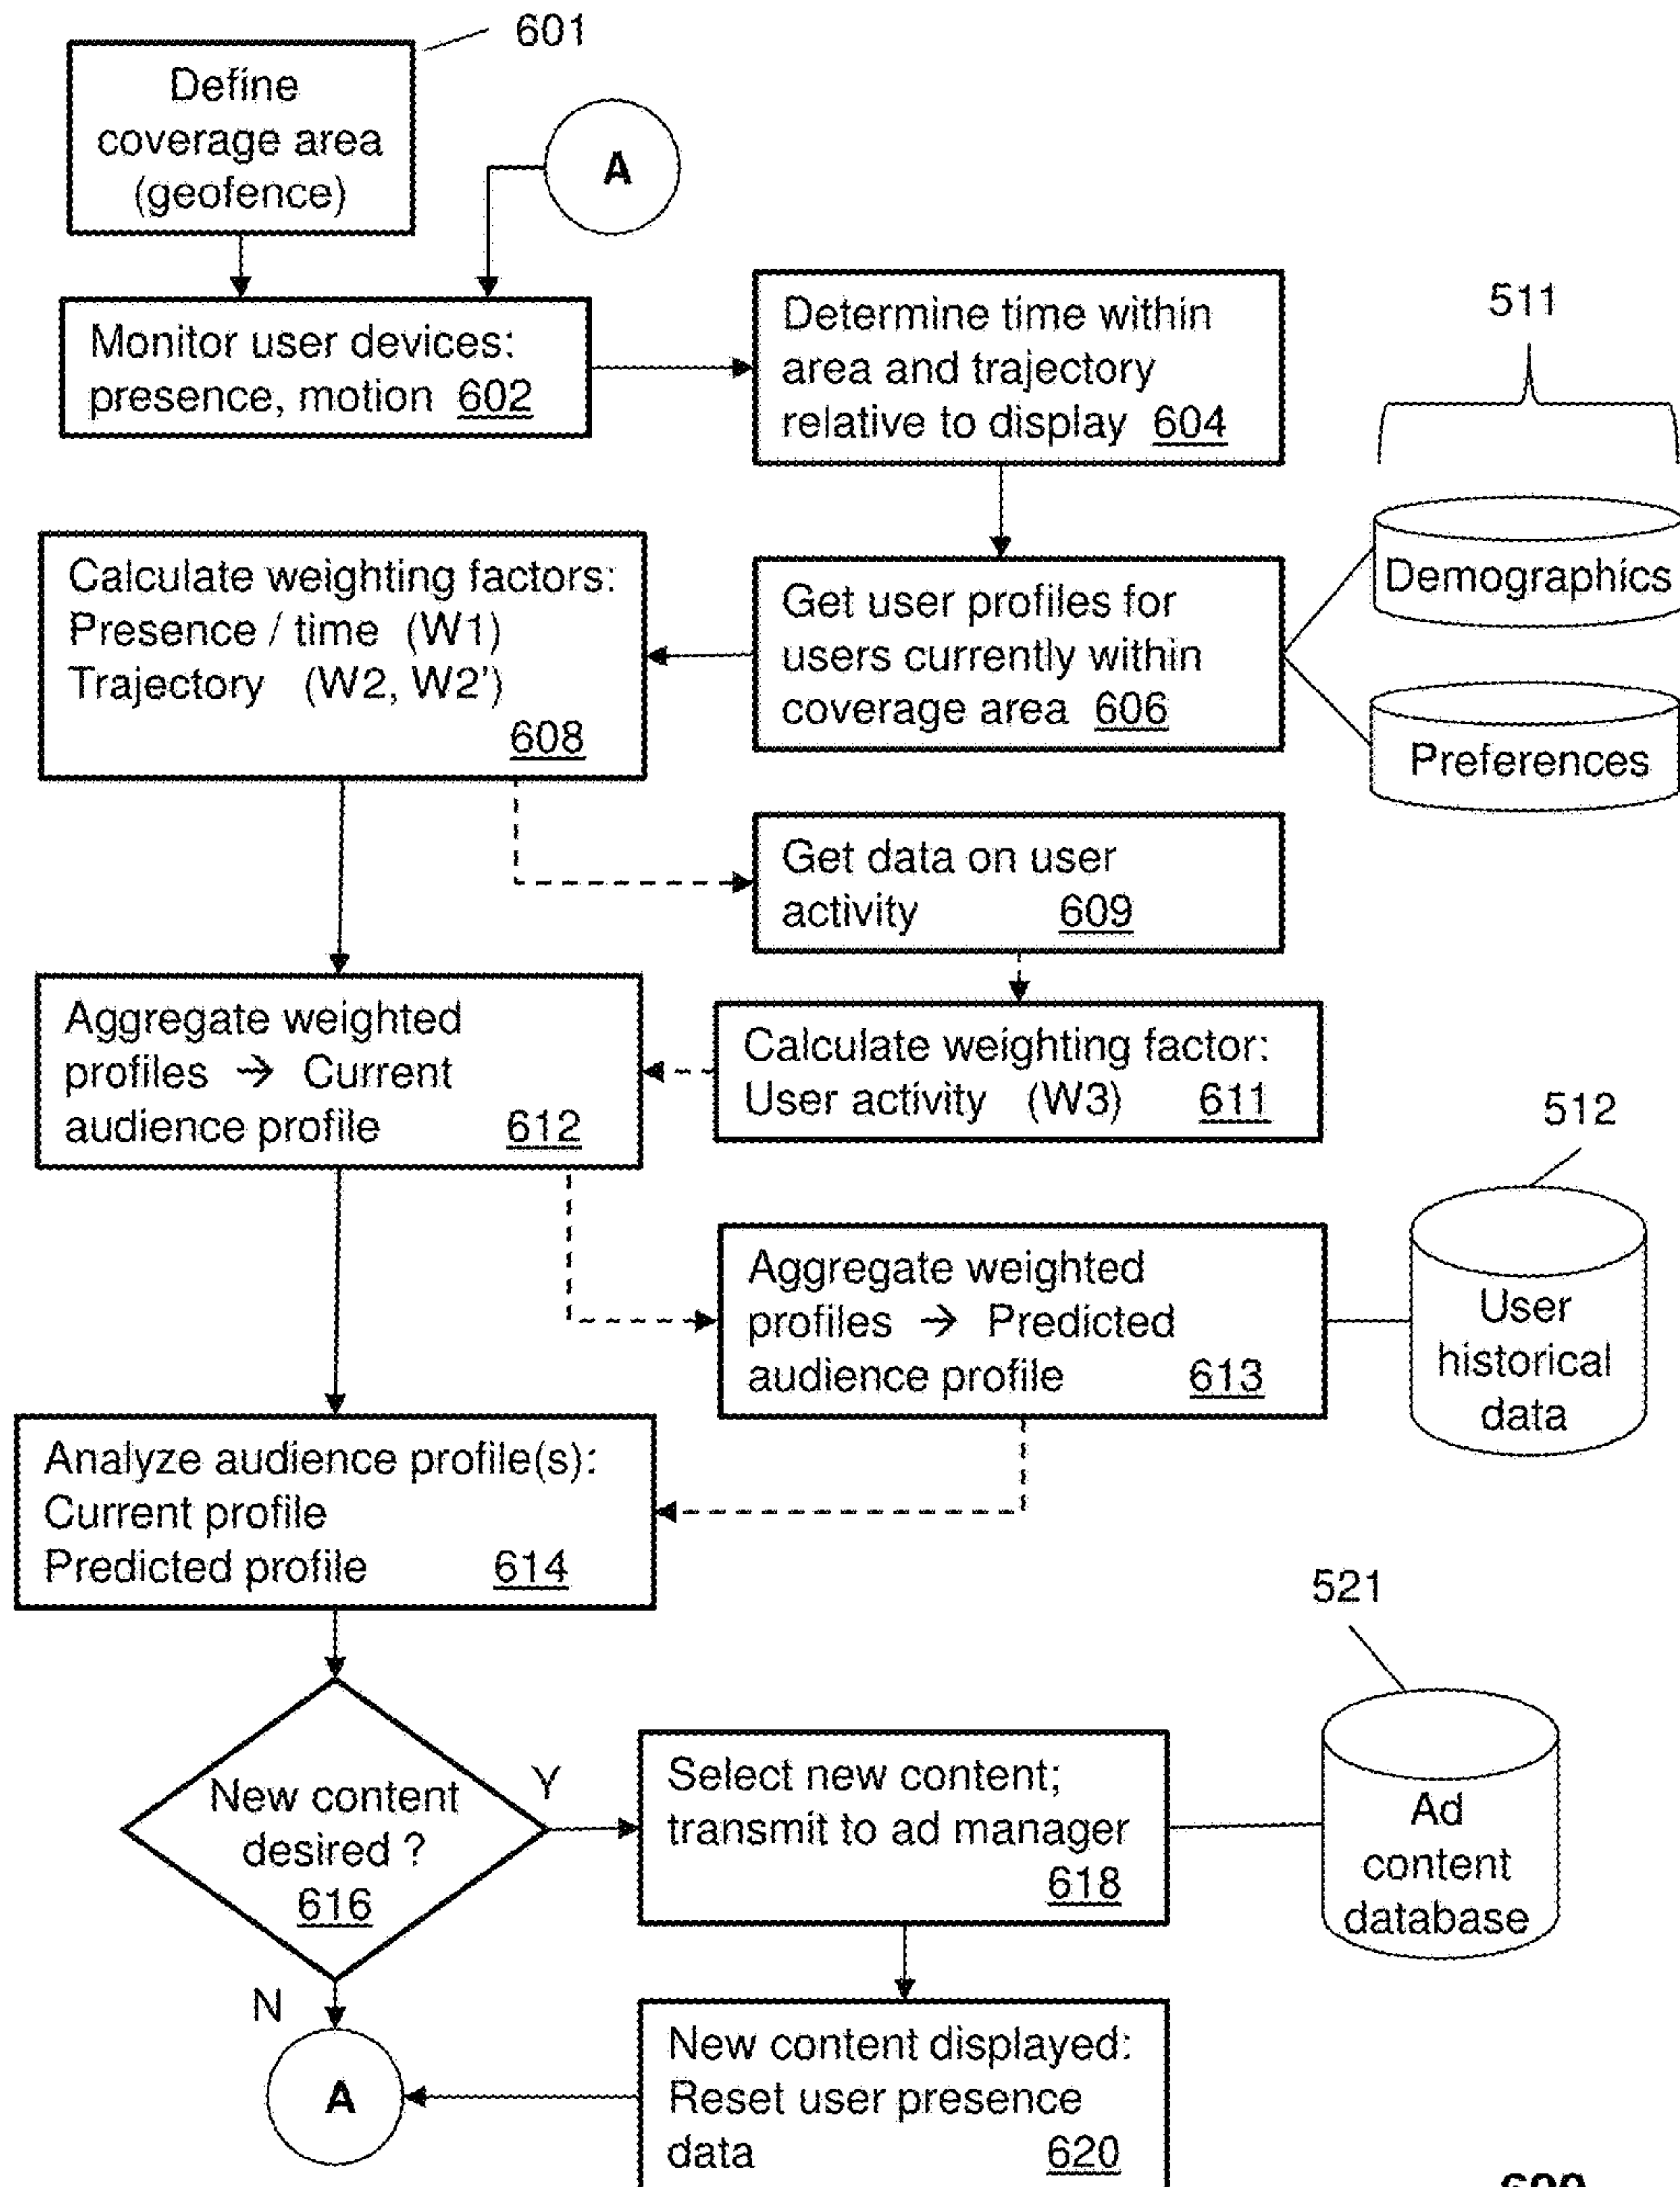 601
Define
coverage area
(geofence)
A
Monitor user devices:
presence, motion 602
Determine time within
area and trajectory
relative to display 604
511
Demographics
Preferences
Get user profiles for
users currently within
coverage area 606
Calculate weighting factors:
Presence / time (W1)
Trajectory (W2, W2')
608
Get data on user
activity 609
Calculate weighting factor:
User activity (W3) 611
Aggregate weighted
profiles → Current
audience profile 612
512
User
historical
data
Aggregate weighted
profiles → Predicted
audience profile 613
Analyze audience profile(s):
Current profile
Predicted profile 614
521
Ad
content
database
New content
desired ?
616
Y
N
Select new content;
transmit to ad manager
618
New content displayed:
Reset user presence
data 620
A